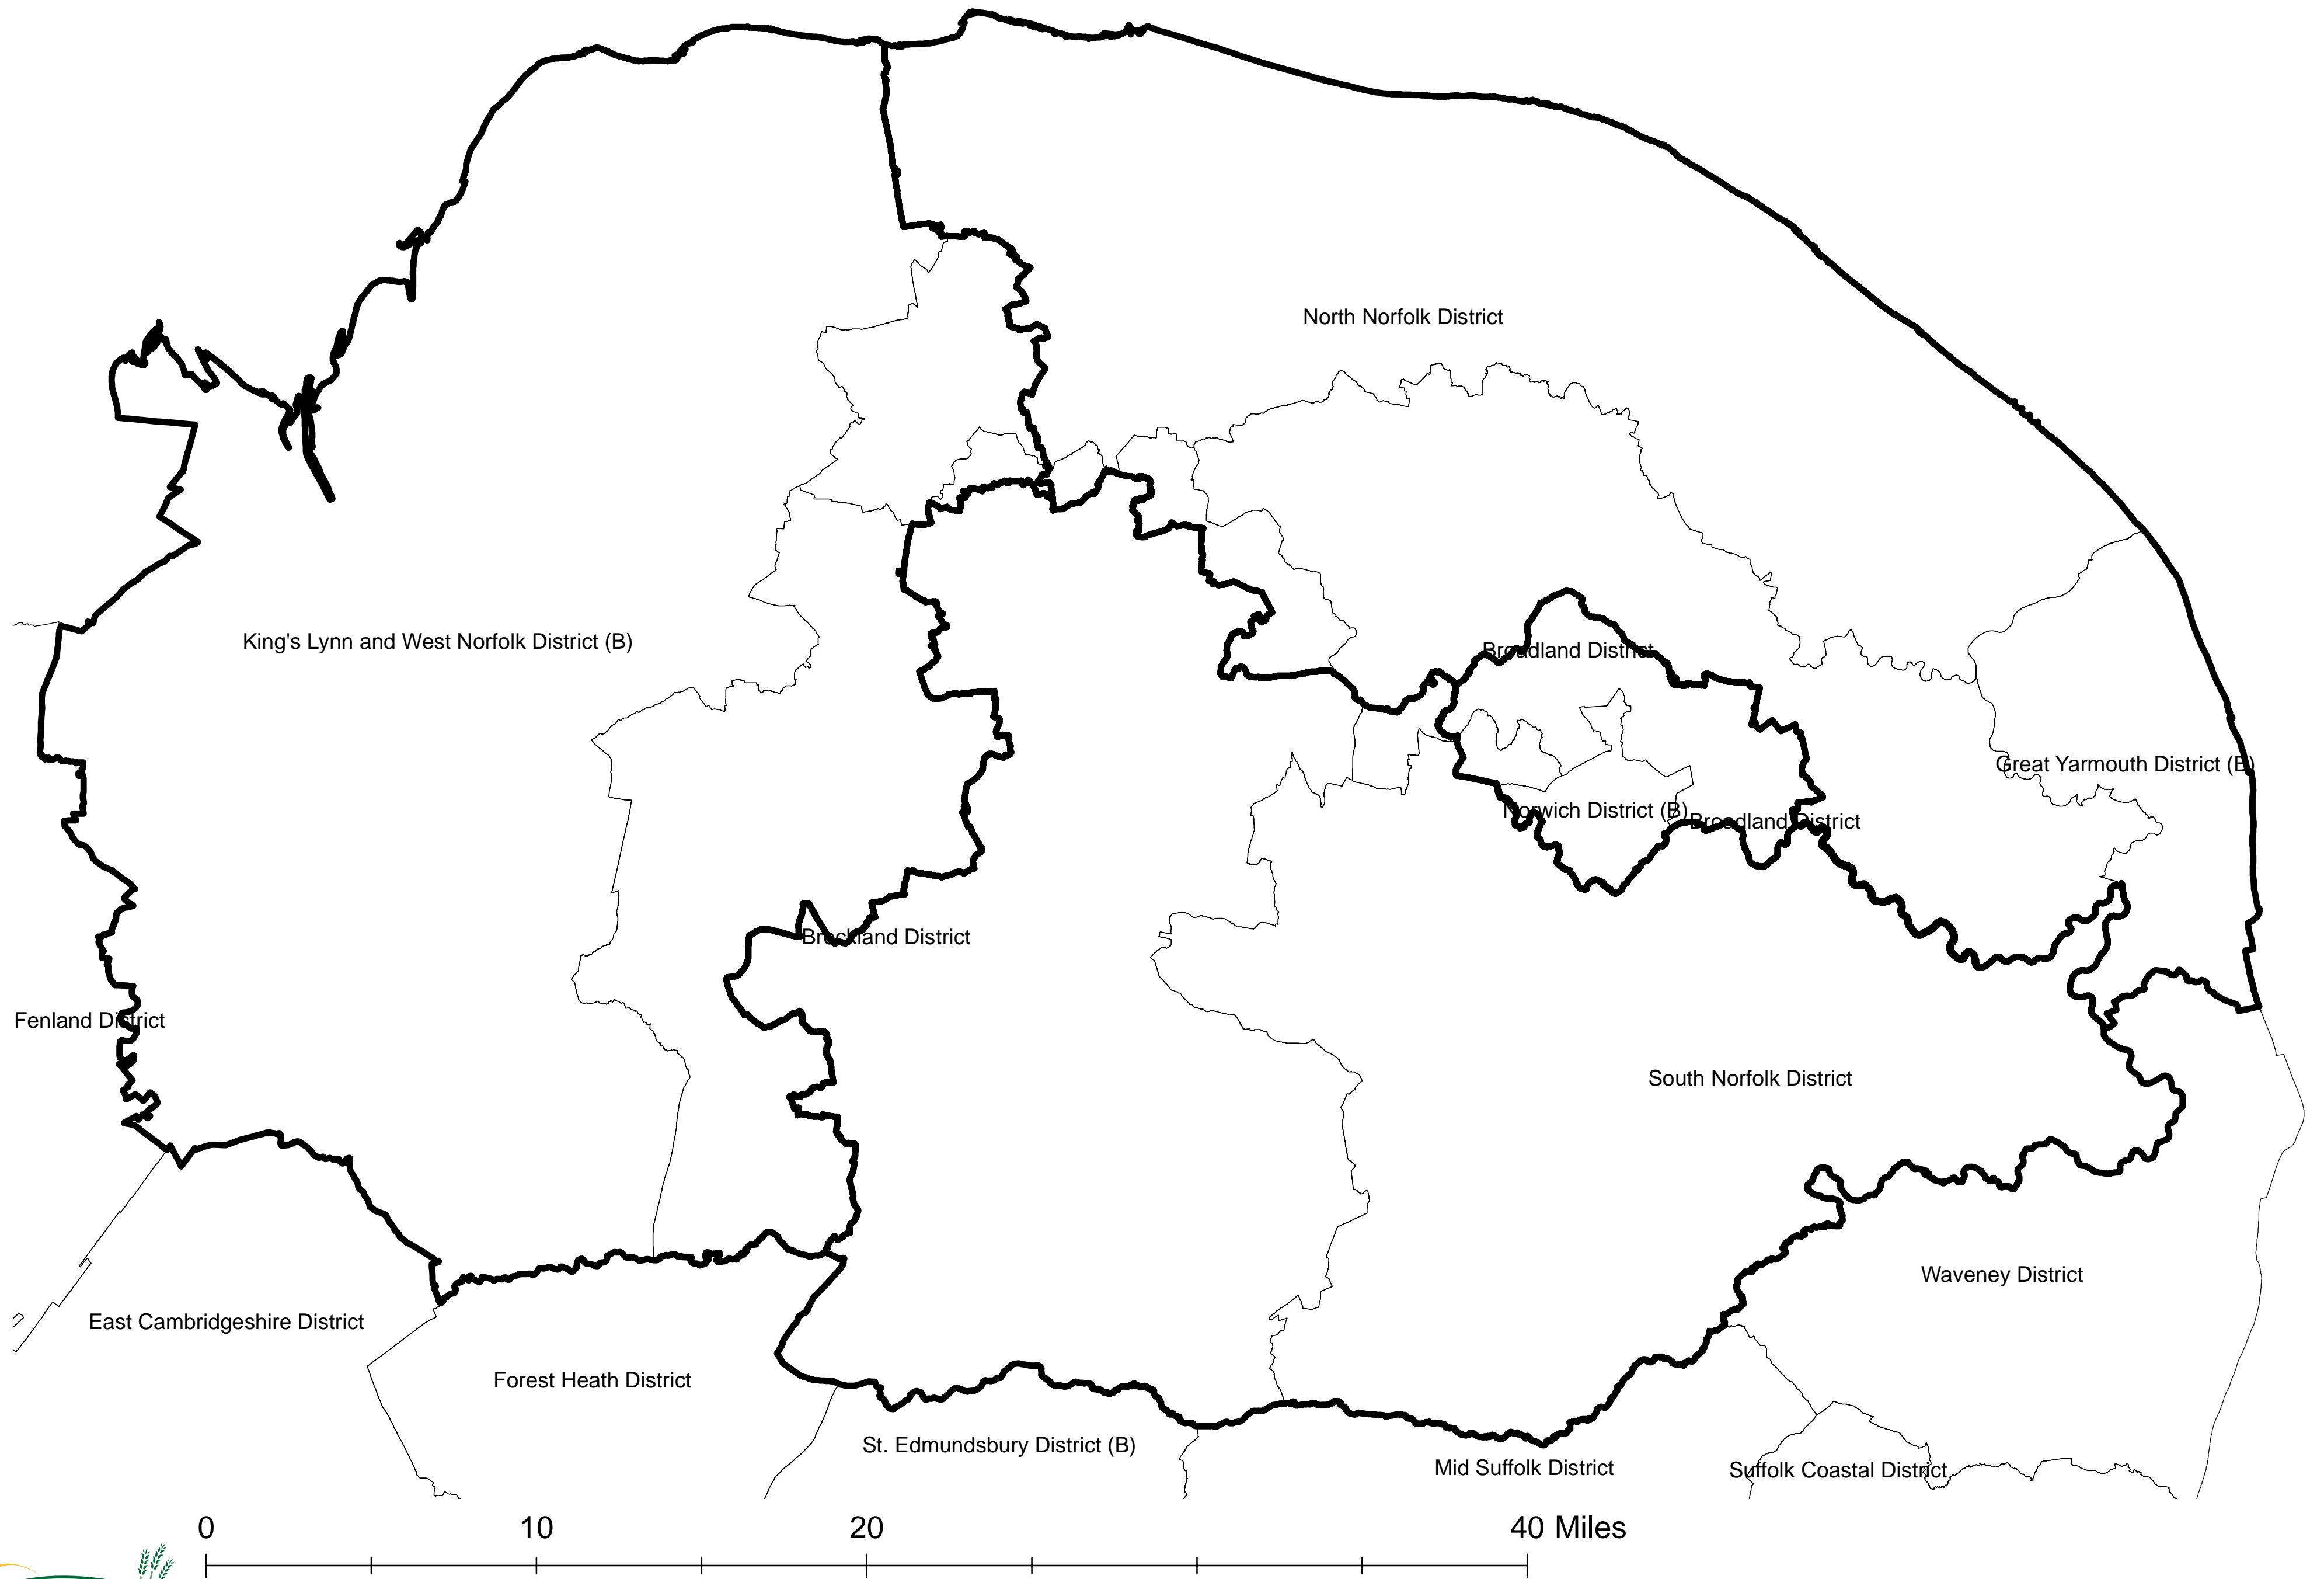 North Norfolk District
King's Lynn and West Norfolk District (B)
Broadland District
Great Yarmouth District (B)
Norwich District (B)
Broadland District
Breckland District
Fenland District
South Norfolk District
Waveney District
East Cambridgeshire District
Forest Heath District
St. Edmundsbury District (B)
Mid Suffolk District
Suffolk Coastal District
0 10 20 40 Miles